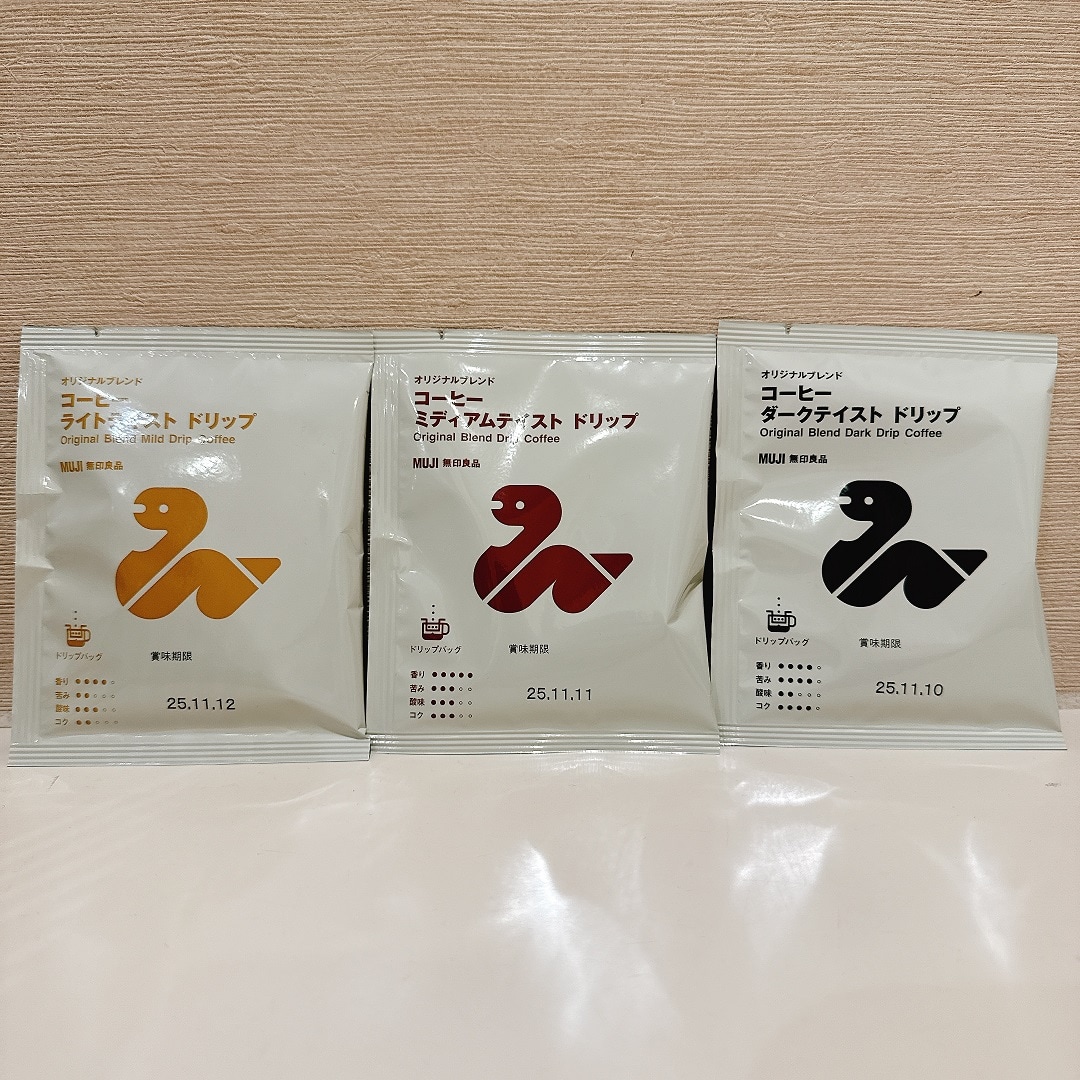 オリジナルブレンド
コーヒー
ライトテイスト ドリップ
Original Blend Mild Drip Coffee
MUJI 無印良品
ドリップバッグ
賞味期限
香り ●●●●○
苦み ●●○○○
酸味 ●●●○○
コク ●●○○○
25.11.12
オリジナルブレンド
コーヒー
ミディアムテイスト ドリップ
Original Blend Drip Coffee
MUJI 無印良品
ドリップバッグ
賞味期限
香り ●●●●●
苦み ●●●○○
酸味 ●●●○○
コク ●●●○○
25.11.11
オリジナルブレンド
コーヒー
ダークテイスト ドリップ
Original Blend Dark Drip Coffee
MUJI 無印良品
ドリップバッグ
賞味期限
香り ●●●●○
苦み ●●●●○
酸味 ●●○○○
コク ●●●●○
25.11.10